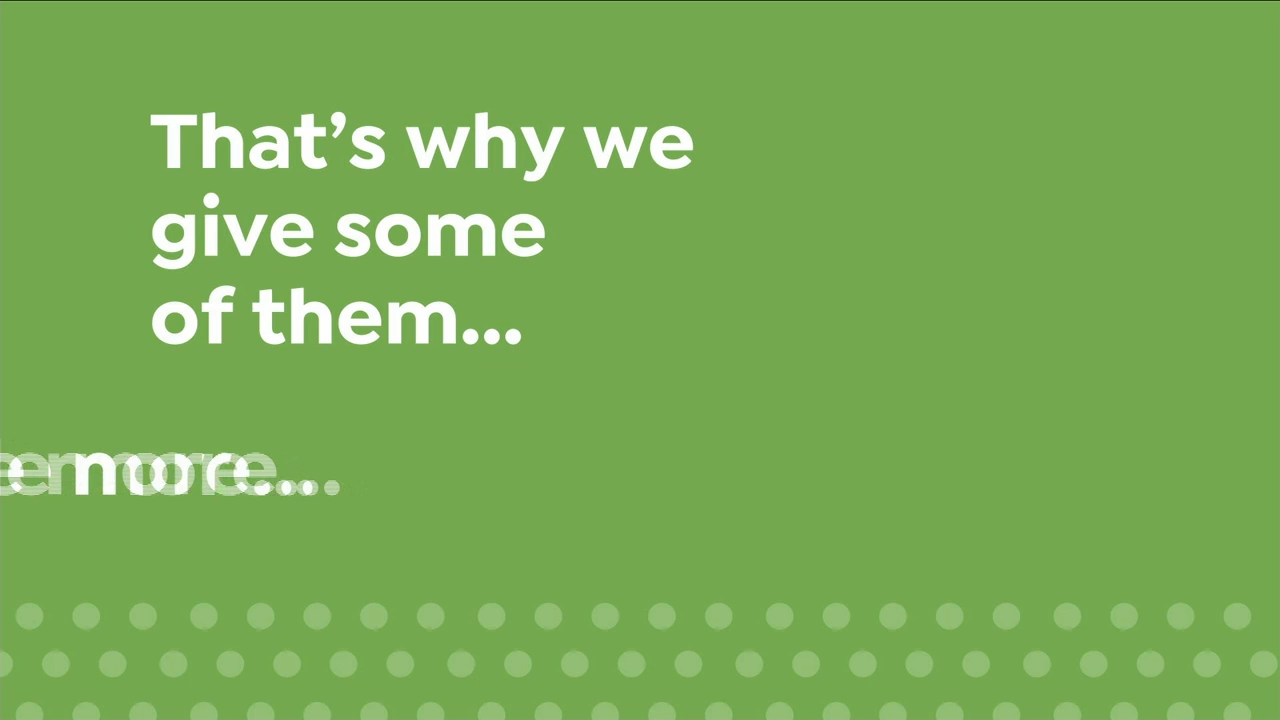 That’s why we
give some
of them...
more...